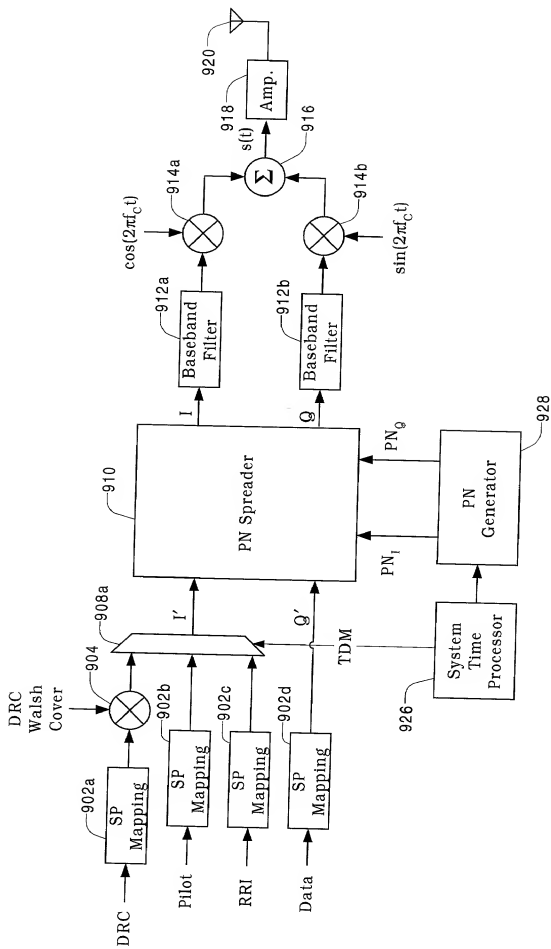 920
918
Amp.
s(t)
916
Σ
914a
cos(2πf_C t)
914b
sin(2πf_C t)
912a
Baseband
Filter
912b
Baseband
Filter
I
Q
910
PN Spreader
PN_I
PN_Q
928
PN
Generator
I′
Q′
908a
TDM
System
Time
Processor
926
904
DRC
Walsh
Cover
902a
SP
Mapping
902b
SP
Mapping
902c
SP
Mapping
902d
SP
Mapping
DRC
Pilot
RRI
Data